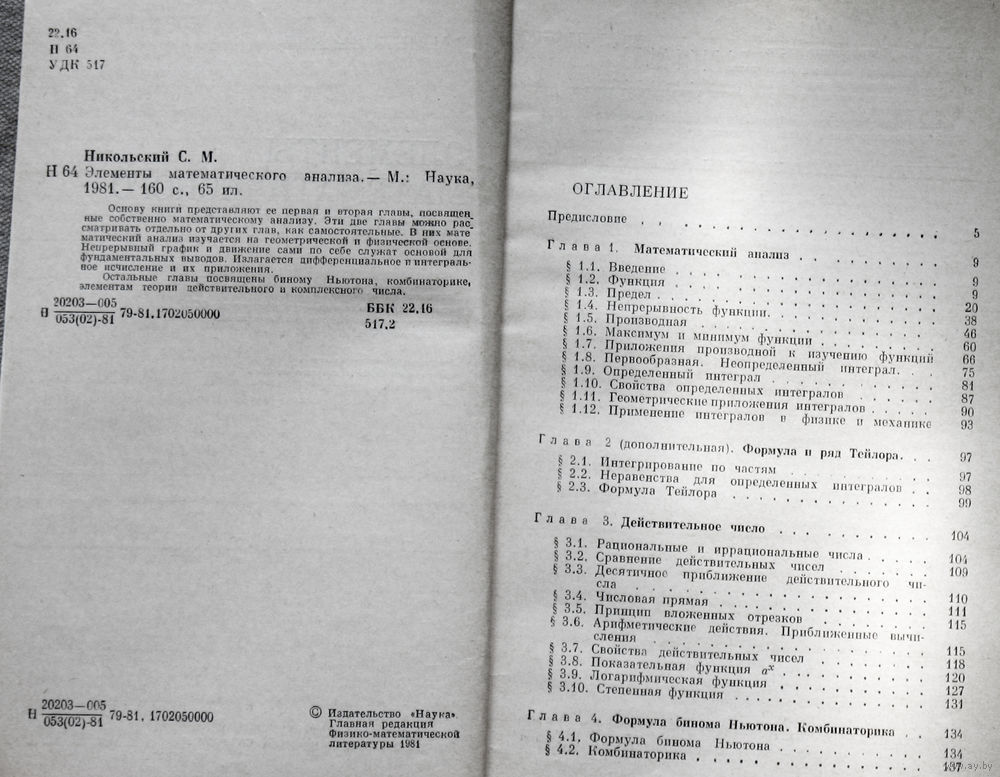 22.16
Н 64
УДК 517
Никольский С. М.
Н 64 Элементы математического анализа.— М.: Наука,
1981.— 160 с., 65 ил.
Основу книги представляют ее первая и вторая главы, посвящен
ные собственно математическому анализу. Эти две главы можно рас
сматривать отдельно от других глав, как самостоятельные. В них мате
матический анализ изучается на геометрической и физической основе.
Непрерывный график и движение сами по себе служат основой для
фундаментальных выводов. Излагается дифференциальное и интеграль-
ное исчисление и их приложения.
Остальные главы посвящены биному Ньютона, комбинаторике,
элементам теории действительного и комплексного числа.
Н 20203—005
053(02)-81 79-81.1702050000
ББК 22.16
517.2
Н 20203—005
053(02)-81 79-81, 1702050000
© Издательство «Наука».
Главная редакция
Физико-математической
литературы 1981
ОГЛАВЛЕНИЕ
Предисловие . . . . . . . . . . . . . 5
Глава 1. Математический анализ . . . . . . . 9
§ 1.1. Введение . . . . . . . . . . . . 9
§ 1.2. Функция . . . . . . . . . . . . 9
§ 1.3. Предел . . . . . . . . . . . . 20
§ 1.4. Непрерывность функции. . . . . . . . 38
§ 1.5. Производная . . . . . . . . . . . 46
§ 1.6. Максимум и минимум функции . . . . . . 60
§ 1.7. Приложения производной к изучению функций 66
§ 1.8. Первообразная. Неопределенный интеграл. . . 75
§ 1.9. Определенный интеграл . . . . . . . . 81
§ 1.10. Свойства определенных интегралов . . . . . 87
§ 1.11. Геометрические приложения интегралов . . . . 90
§ 1.12. Применение интегралов в физике и механике 93
Глава 2 (дополнительная). Формула и ряд Тейлора. . . 97
§ 2.1. Интегрирование по частям . . . . . . . 97
§ 2.2. Неравенства для определенных интегралов . . 98
§ 2.3. Формула Тейлора . . . . . . . . . . 99
Глава 3. Действительное число . . . . . . . . 104
§ 3.1. Рациональные и иррациональные числа . . . . 104
§ 3.2. Сравнение действительных чисел . . . . . . 109
§ 3.3. Десятичное приближение действительного чи-
сла . . . . . . . . . . . . . . 110
§ 3.4. Числовая прямая . . . . . . . . . . 111
§ 3.5. Принцип вложенных отрезков . . . . . . 115
§ 3.6. Арифметические действия. Приближенные вычи-
сления . . . . . . . . . . . . . 115
§ 3.7. Свойства действительных чисел . . . . . . 118
§ 3.8. Показательная функция aˣ . . . . . . . 120
§ 3.9. Логарифмическая функция . . . . . . . 127
§ 3.10. Степенная функция . . . . . . . . . 131
Глава 4. Формула бинома Ньютона. Комбинаторика . . 134
§ 4.1. Формула бинома Ньютона . . . . . . . 134
§ 4.2. Комбинаторика . . . . . . . . . . . 137